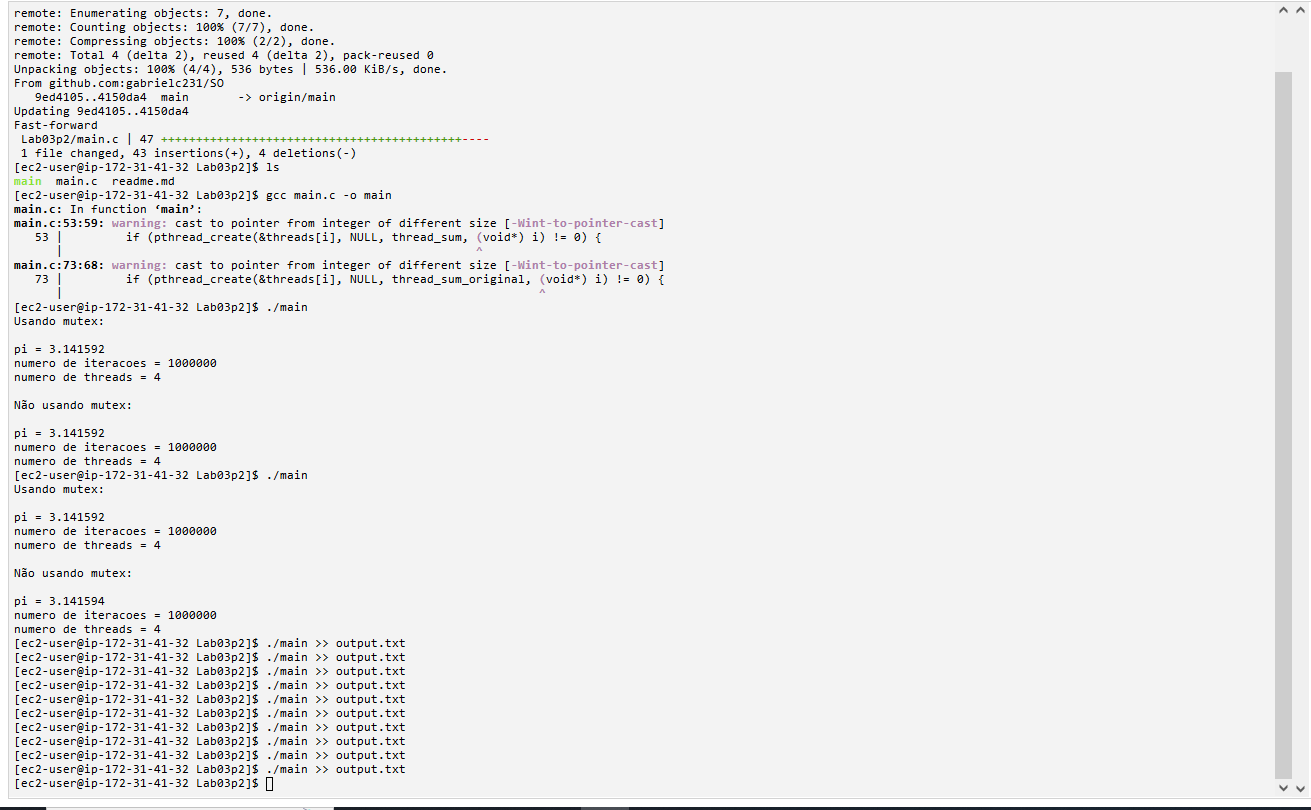 remote: Enumerating objects: 7, done.
remote: Counting objects: 100% (7/7), done.
remote: Compressing objects: 100% (2/2), done.
remote: Total 4 (delta 2), reused 4 (delta 2), pack-reused 0
Unpacking objects: 100% (4/4), 536 bytes | 536.00 KiB/s, done.
From github.com:gabrielc231/SO
   9ed4105..4150da4  main       -> origin/main
Updating 9ed4105..4150da4
Fast-forward
 Lab03p2/main.c | 47 +++++++++++++++++++++++++++++++++++++++++++----
 1 file changed, 43 insertions(+), 4 deletions(-)
[ec2-user@ip-172-31-41-32 Lab03p2]$ ls
main  main.c  readme.md
[ec2-user@ip-172-31-41-32 Lab03p2]$ gcc main.c -o main
main.c: In function ‘main’:
main.c:53:59: warning: cast to pointer from integer of different size [-Wint-to-pointer-cast]
   53 |         if (pthread_create(&threads[i], NULL, thread_sum, (void*) i) != 0) {
      |                                                           ^
main.c:73:68: warning: cast to pointer from integer of different size [-Wint-to-pointer-cast]
   73 |         if (pthread_create(&threads[i], NULL, thread_sum_original, (void*) i) != 0) {
      |                                                                    ^
[ec2-user@ip-172-31-41-32 Lab03p2]$ ./main
Usando mutex:

pi = 3.141592
numero de iteracoes = 1000000
numero de threads = 4

Não usando mutex:

pi = 3.141592
numero de iteracoes = 1000000
numero de threads = 4
[ec2-user@ip-172-31-41-32 Lab03p2]$ ./main
Usando mutex:

pi = 3.141592
numero de iteracoes = 1000000
numero de threads = 4

Não usando mutex:

pi = 3.141594
numero de iteracoes = 1000000
numero de threads = 4
[ec2-user@ip-172-31-41-32 Lab03p2]$ ./main >> output.txt
[ec2-user@ip-172-31-41-32 Lab03p2]$ ./main >> output.txt
[ec2-user@ip-172-31-41-32 Lab03p2]$ ./main >> output.txt
[ec2-user@ip-172-31-41-32 Lab03p2]$ ./main >> output.txt
[ec2-user@ip-172-31-41-32 Lab03p2]$ ./main >> output.txt
[ec2-user@ip-172-31-41-32 Lab03p2]$ ./main >> output.txt
[ec2-user@ip-172-31-41-32 Lab03p2]$ ./main >> output.txt
[ec2-user@ip-172-31-41-32 Lab03p2]$ ./main >> output.txt
[ec2-user@ip-172-31-41-32 Lab03p2]$ ./main >> output.txt
[ec2-user@ip-172-31-41-32 Lab03p2]$ ./main >> output.txt
[ec2-user@ip-172-31-41-32 Lab03p2]$